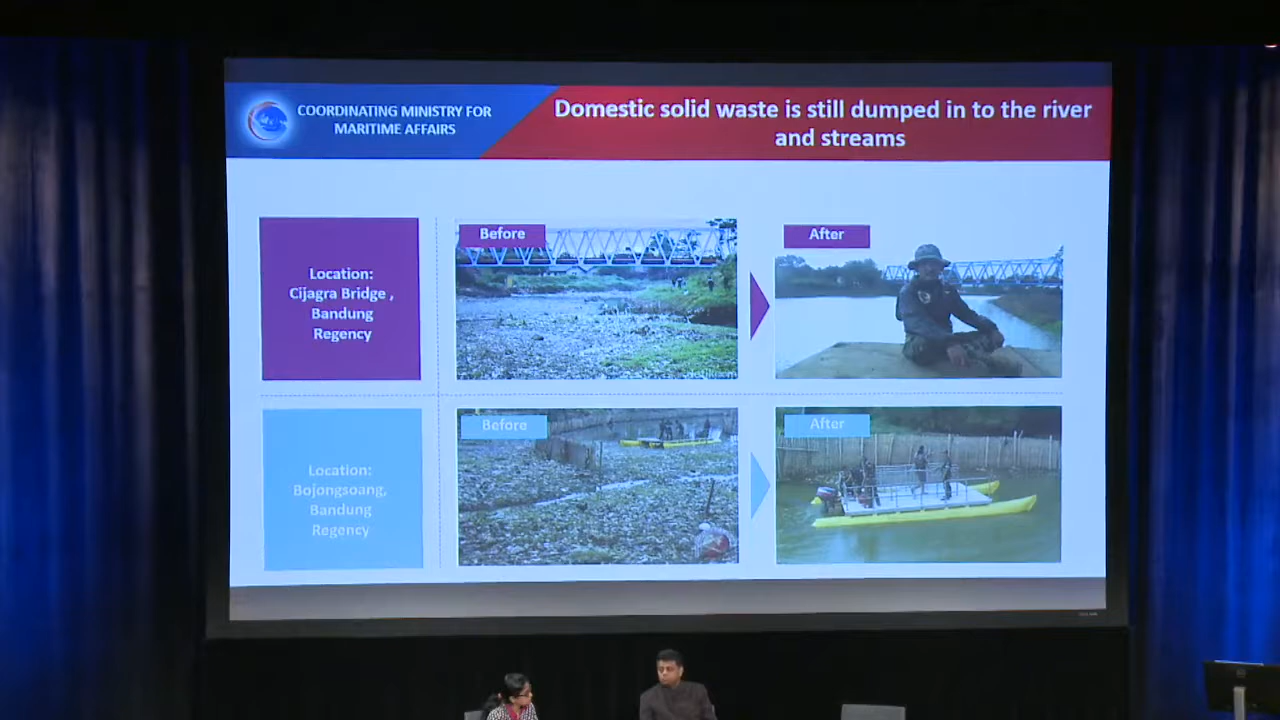 COORDINATING MINISTRY FOR
MARITIME AFFAIRS
Domestic solid waste is still dumped in to the river
and streams
Location:
Cijagra Bridge ,
Bandung
Regency
Before
After
Location:
Bojongsoang,
Bandung
Regency
Before
After